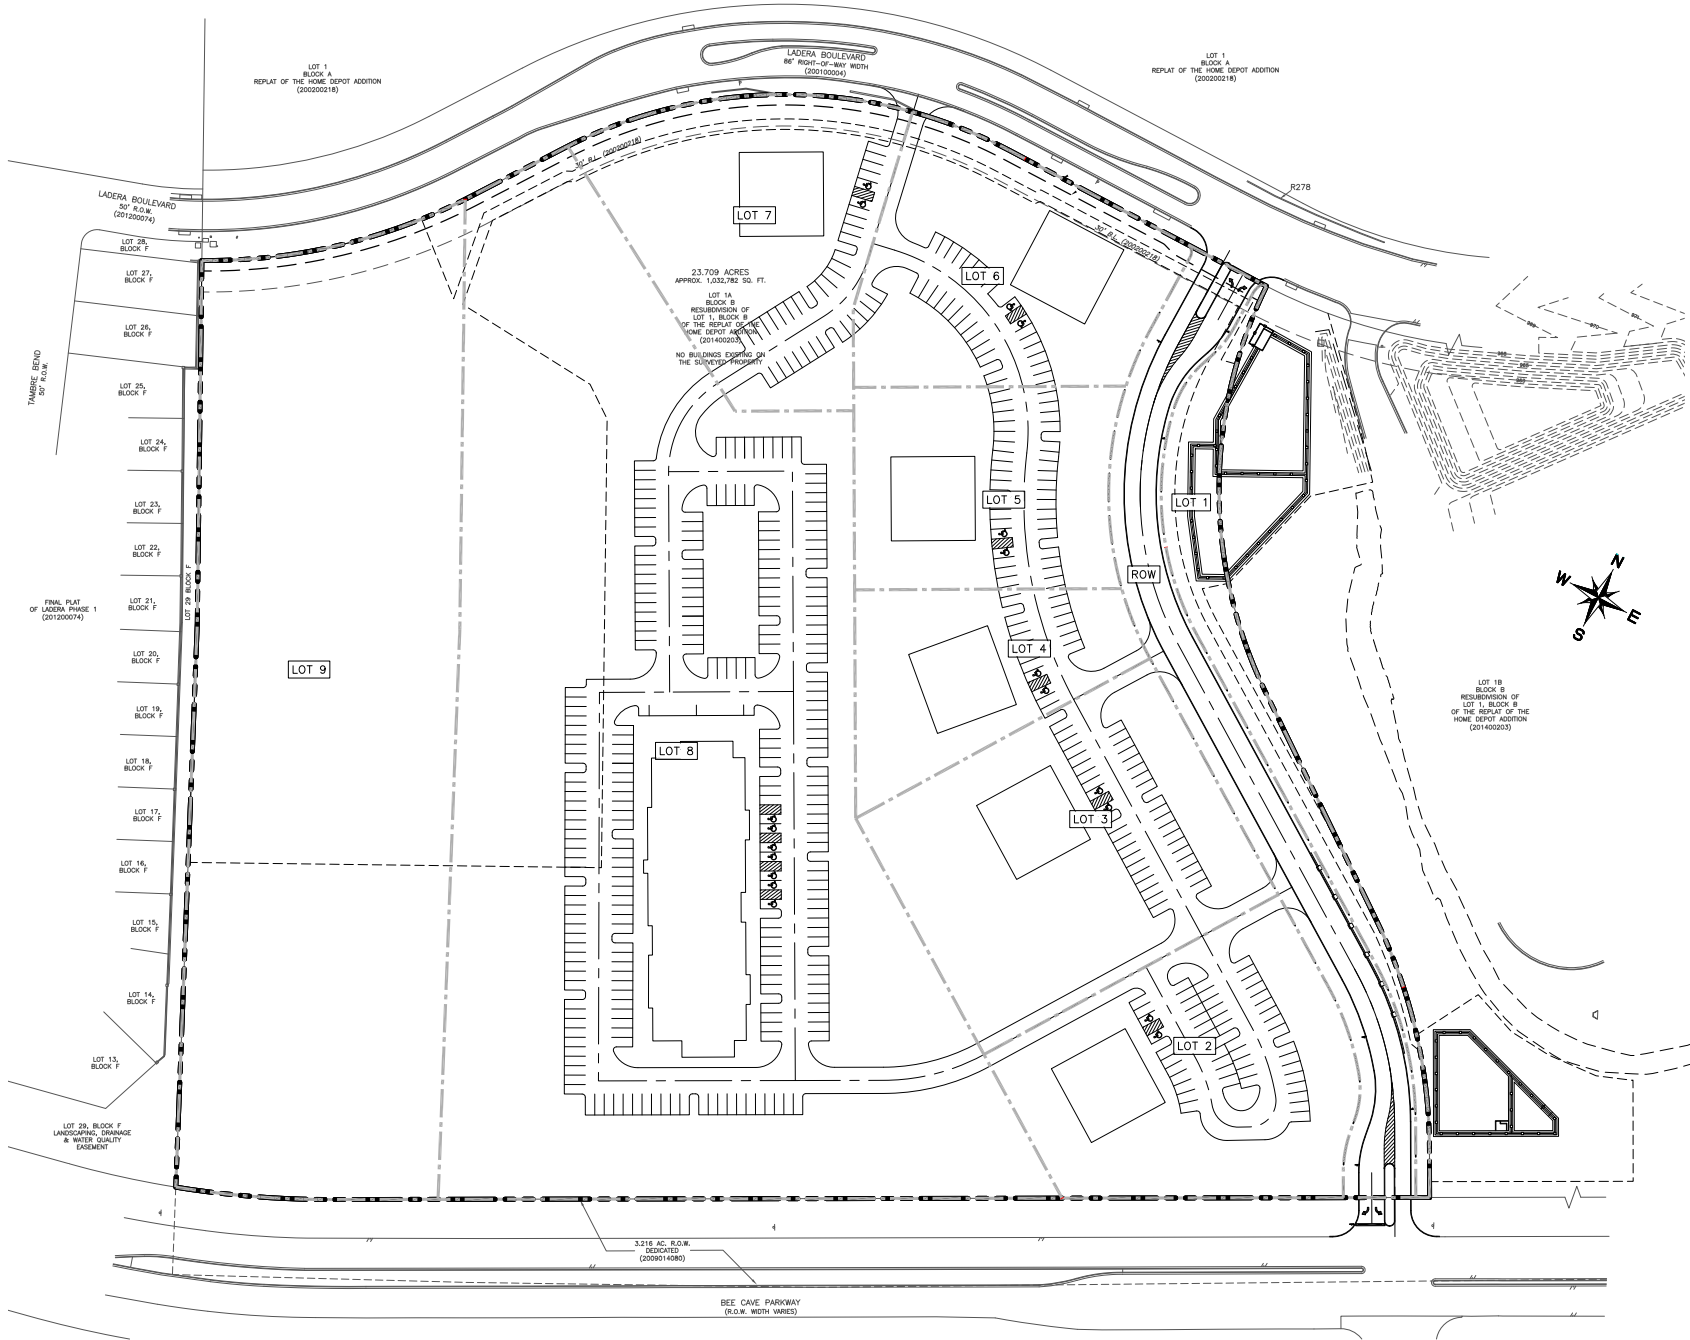 LOT 1
BLOCK A
REPLAT OF THE HOME DEPOT ADDITION
(200200218)
LADERA BOULEVARD
86' RIGHT-OF-WAY WIDTH
(200100004)
LOT 1
BLOCK A
REPLAT OF THE HOME DEPOT ADDITION
(200200218)
30' B.L. (200200218)
R278
LADERA BOULEVARD
50' R.O.W.
(201200074)
LOT 7
30' B.L. (200200218)
LOT 28,
BLOCK F
LOT 27,
BLOCK F
LOT 26,
BLOCK F
TAMBRE BEND
50' R.O.W.
LOT 25,
BLOCK F
LOT 24,
BLOCK F
LOT 23,
BLOCK F
LOT 22,
BLOCK F
LOT 21,
BLOCK F
LOT 20,
BLOCK F
LOT 19,
BLOCK F
LOT 18,
BLOCK F
LOT 17,
BLOCK F
LOT 16,
BLOCK F
LOT 15,
BLOCK F
LOT 14,
BLOCK F
LOT 13,
BLOCK F
LOT 29 BLOCK F
FINAL PLAT
OF LADERA PHASE 1
(201200074)
LOT 29, BLOCK F
LANDSCAPING, DRAINAGE
& WATER QUALITY
EASEMENT
23.709 ACRES
APPROX. 1,032,782 SQ. FT.
LOT 1A
BLOCK B
RESUBDIVISION OF
LOT 1, BLOCK B
OF THE REPLAT OF THE
HOME DEPOT ADDITION
(201400203)
NO BUILDINGS EXISTING ON
THE SURVEYED PROPERTY
LOT 6
LOT 5
LOT 1
ROW
LOT 4
LOT 9
LOT 8
LOT 3
LOT 2
N
W
E
S
LOT 1B
BLOCK B
RESUBDIVISION OF
LOT 1, BLOCK B
OF THE REPLAT OF THE
HOME DEPOT ADDITION
(201400203)
3.216 AC. R.O.W.
DEDICATED
(2009014080)
BEE CAVE PARKWAY
(R.O.W. WIDTH VARIES)